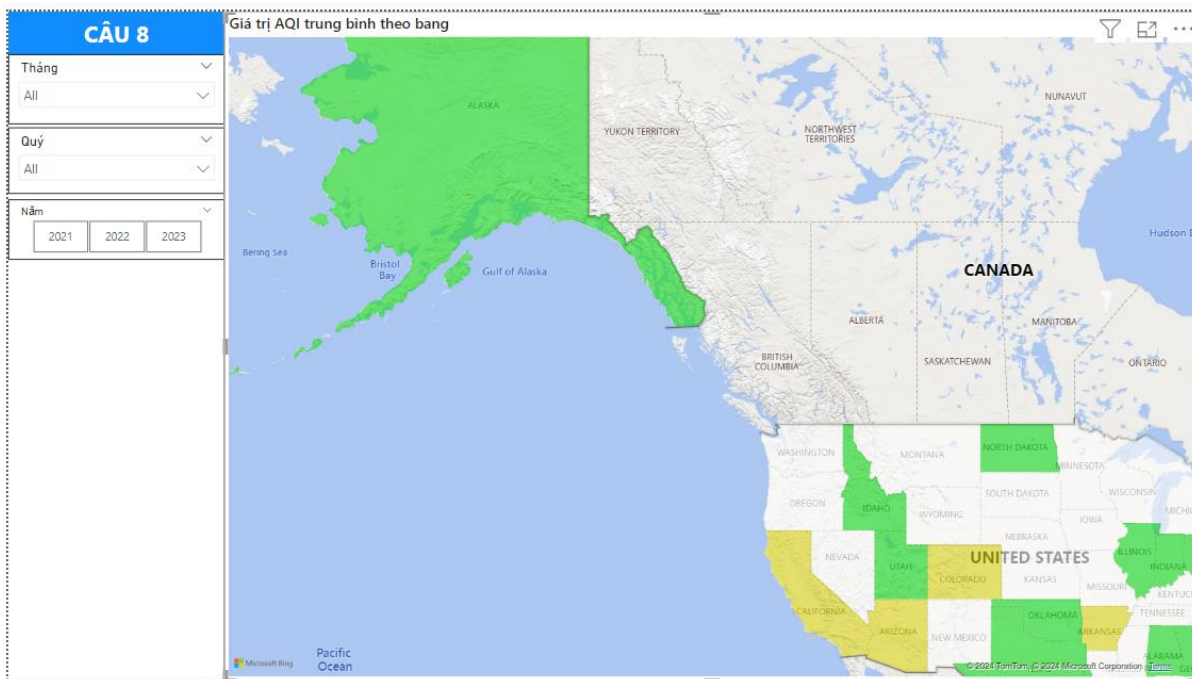 CÂU 8
Tháng
All
Quý
All
Năm
2021 2022 2023
Giá trị AQI trung bình theo bang
ALASKA
YUKON TERRITORY
NORTHWEST
TERRITORIES
NUNAVUT
Bering Sea
Bristol
Bay
Gulf of Alaska
Hudson
CANADA
ALBERTA
MANITOBA
BRITISH
COLUMBIA
SASKATCHEWAN
ONTARIO
WASHINGTON
MONTANA
NORTH DAKOTA
MINNESOTA
OREGON
IDAHO
SOUTH DAKOTA
WISCONSIN
WYOMING
IOWA
MICHI
NEBRASKA
NEVADA
UTAH
UNITED STATES
ILLINOIS
INDIANA
COLORADO
KANSAS
MISSOURI
KENTUC
CALIFORNIA
OKLAHOMA
TENNESSEE
ARIZONA
NEW MEXICO
ARKANSAS
ALABAMA
Pacific
Ocean
Microsoft Bing
© 2024 TomTom, © 2024 Microsoft Corporation Terms